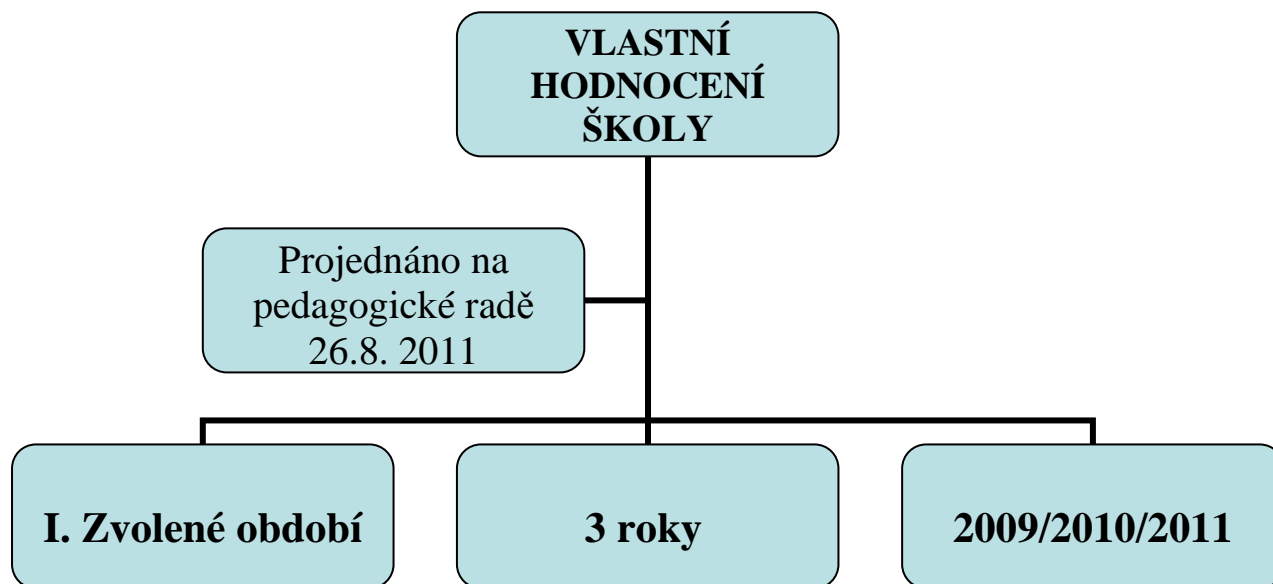 VLASTNÍ
HODNOCENÍ
ŠKOLY
Projednáno na
pedagogické radě
26.8. 2011
I. Zvolené období
3 roky
2009/2010/2011